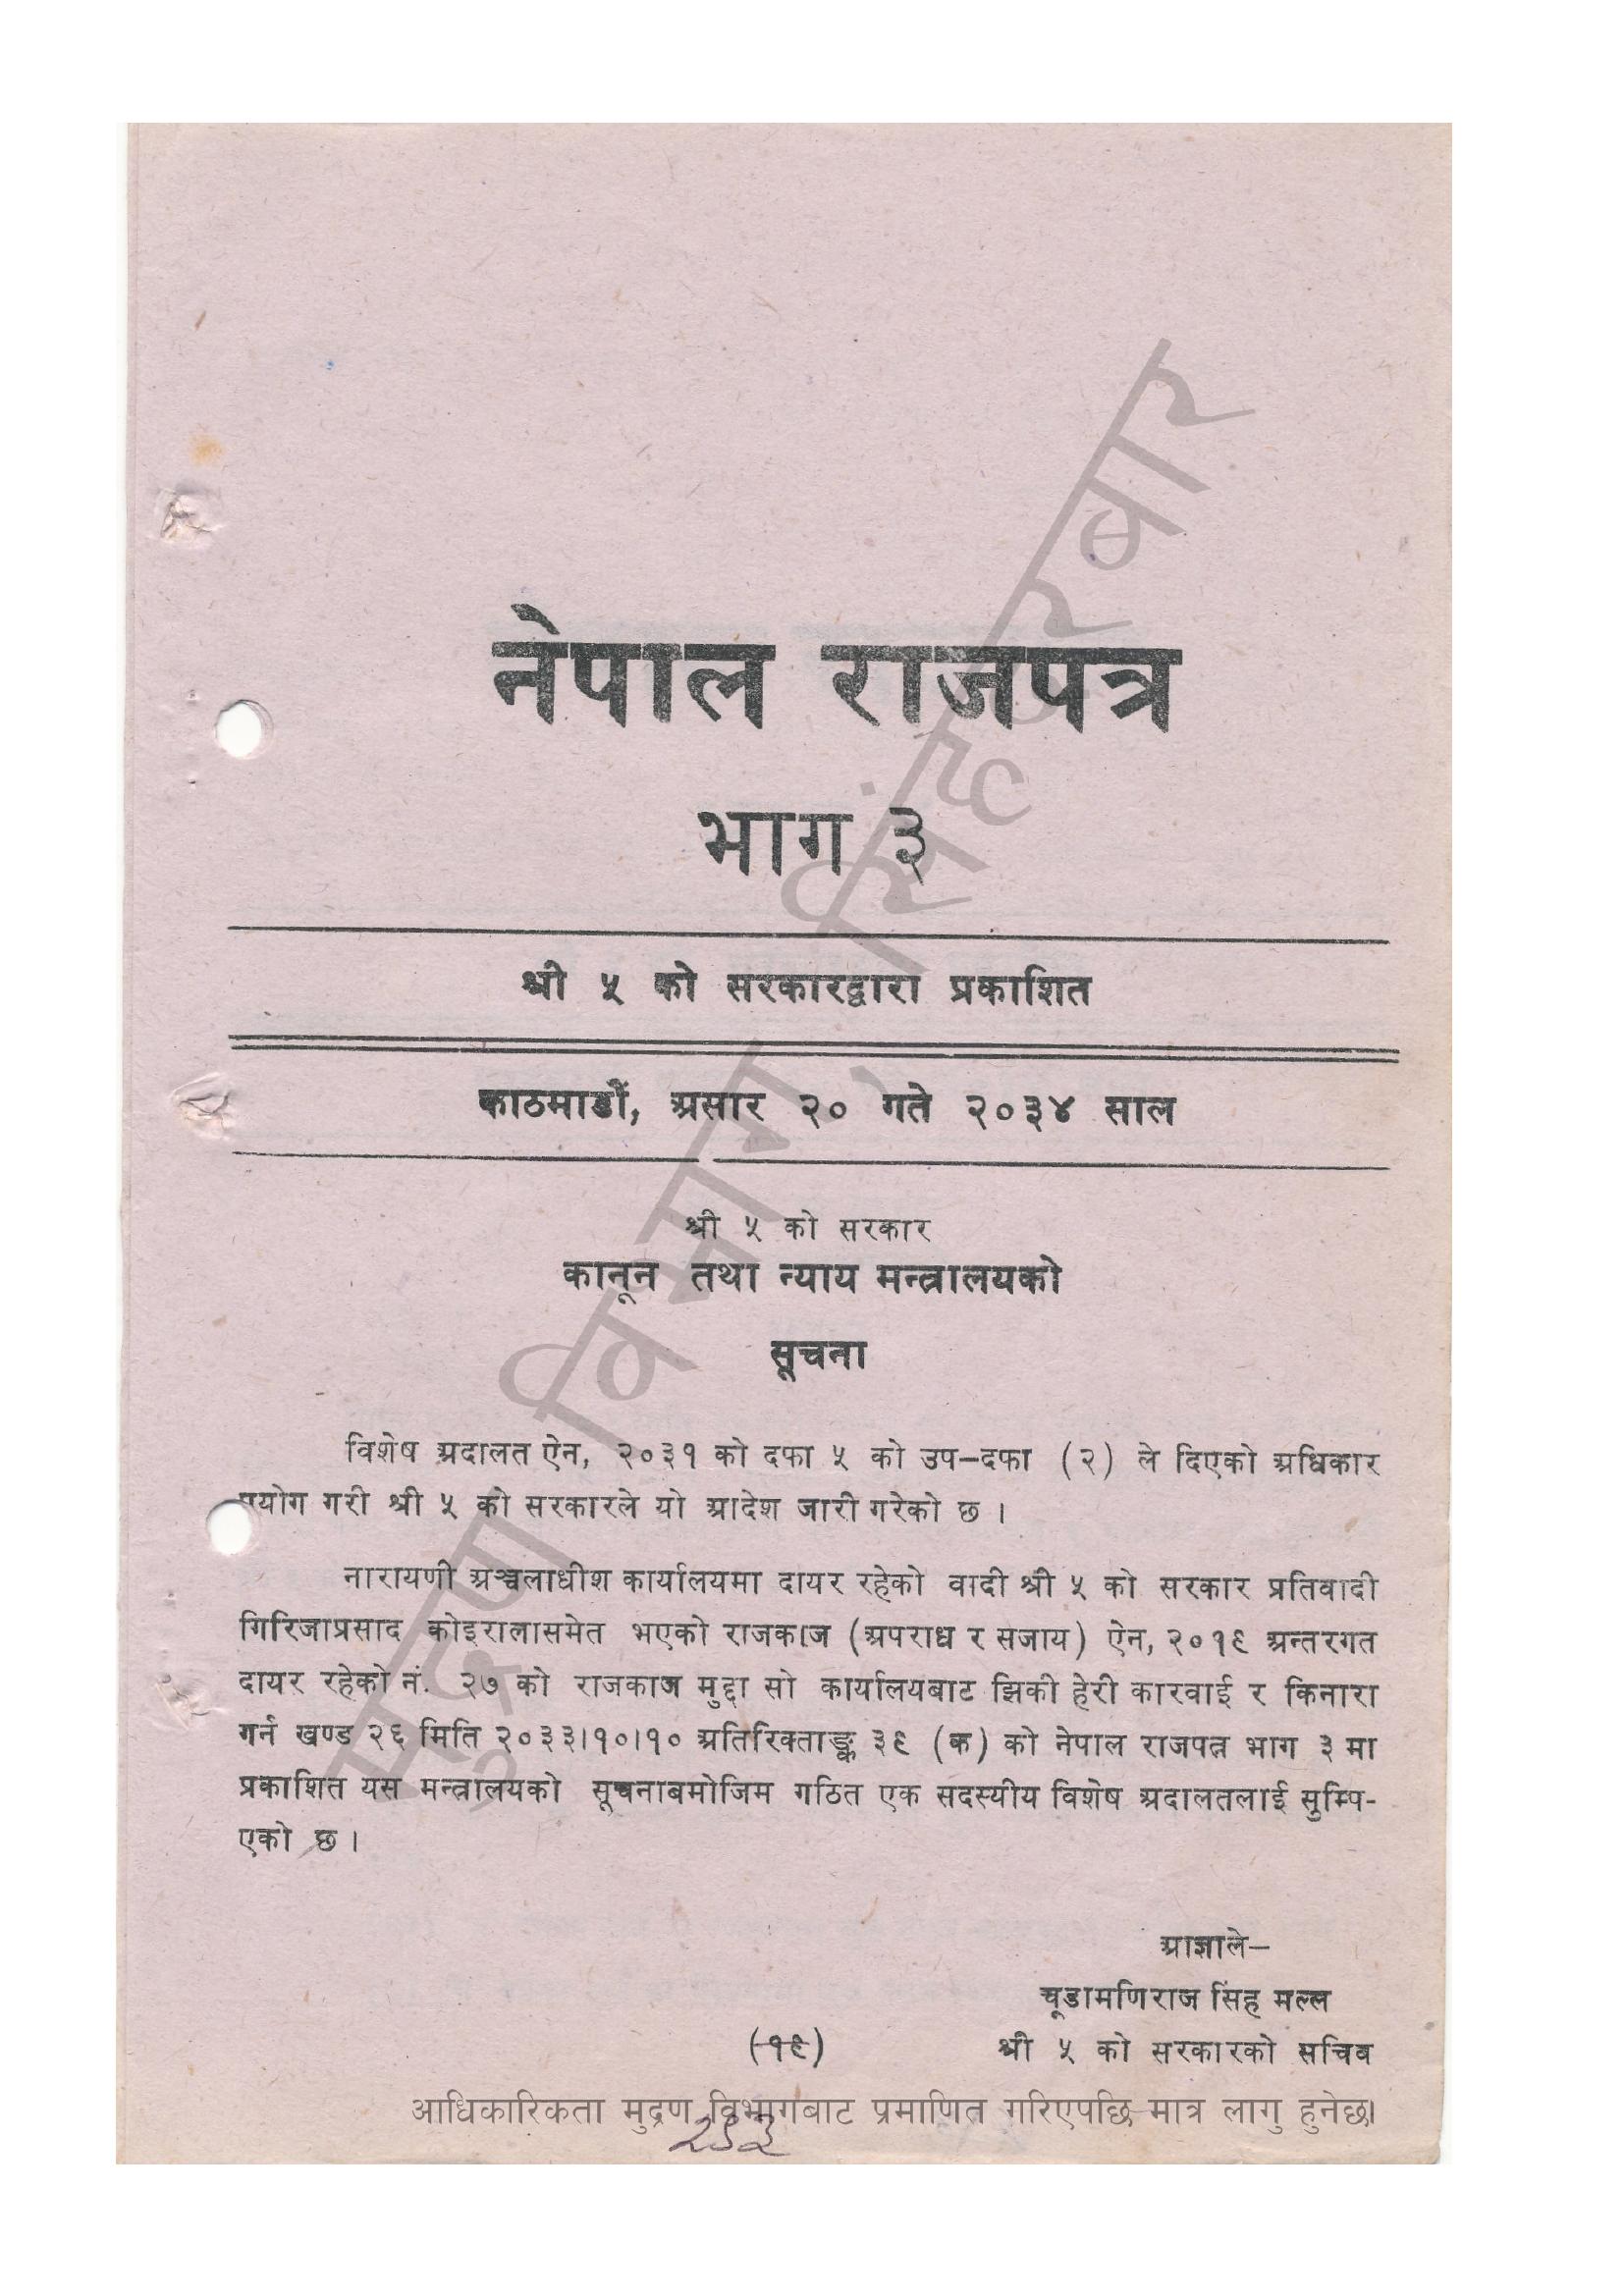 नेपाल राजपत्र
भाग ३
श्री ५ को सरकारद्वारा प्रकाशित
काठमाडौं, असार २० गते २०३४ साल
श्री ५ को सरकार
कानून तथा न्याय मन्त्रालयको
सूचना
विशेष अदालत ऐन, २०३१ को दफा ५ को उप–दफा (२) ले दिएको अधिकार
प्रयोग गरी श्री ५ को सरकारले यो आदेश जारी गरेको छ ।
नारायणी अञ्चलाधीश कार्यालयमा दायर रहेको वादी श्री ५ को सरकार प्रतिवादी
गिरिजाप्रसाद कोइरालासमेत भएको राजकाज (अपराध र सजाय) ऐन, २०१९ अन्तरगत
दायर रहेको नं. २७ को राजकाज मुद्दा सो कार्यालयबाट झिकी हेरी कारवाई र किनारा
गर्न खण्ड २६ मिति २०३३।१०।१० अतिरिक्ताङ्क ३९ (क) को नेपाल राजपत्र भाग ३ मा
प्रकाशित यस मन्त्रालयको सूचनाबमोजिम गठित एक सदस्यीय विशेष अदालतलाई सुम्पि-
एको छ ।
आज्ञाले–
चूडामणिराज सिंह मल्ल
(१९) श्री ५ को सरकारको सचिव
आधिकारिकता मुद्रण विभागबाट प्रमाणित गरिएपछि मात्र लागु हुनेछ।
मुद्रण विभाग, सिंहदरबार